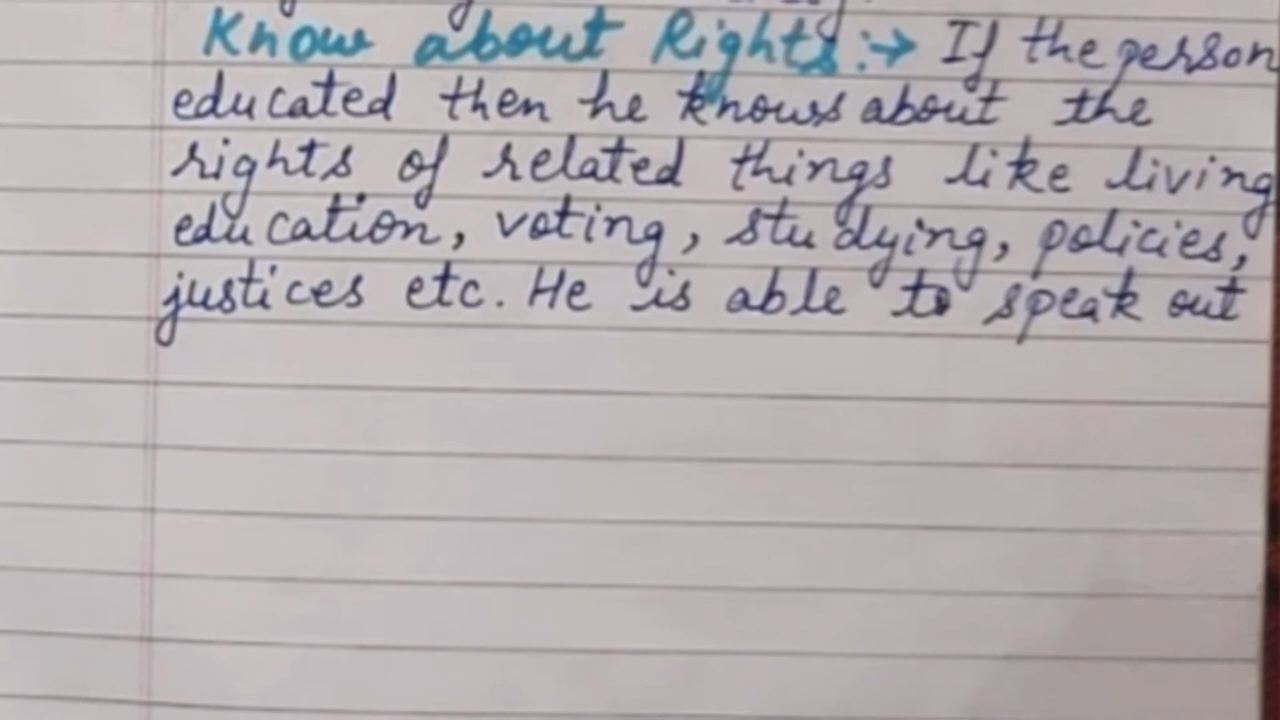 Know about Rights:→ If the person
educated then he knows about the
rights of related things like living
education, voting, studying, policies,
justices etc. He is able to speak out